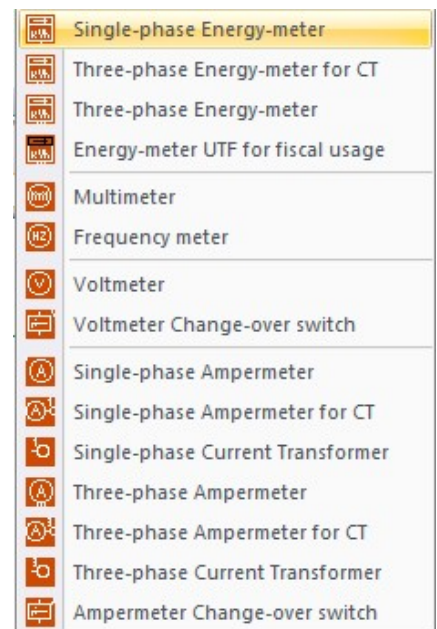 Single-phase Energy-meter
Three-phase Energy-meter for CT
Three-phase Energy-meter
Energy-meter UTF for fiscal usage
Multimeter
HZ Frequency meter
V Voltmeter
Voltmeter Change-over switch
A Single-phase Ampermeter
A Single-phase Ampermeter for CT
Single-phase Current Transformer
A Three-phase Ampermeter
A Three-phase Ampermeter for CT
Three-phase Current Transformer
Ampermeter Change-over switch